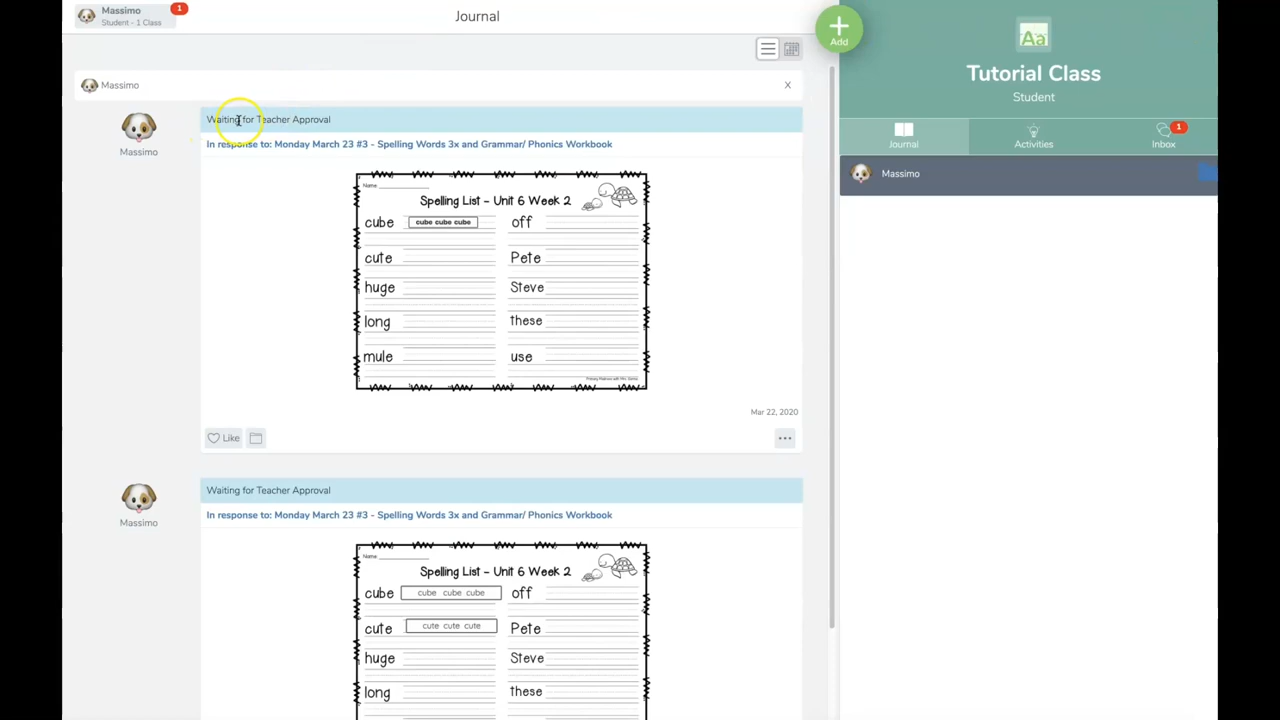 Massimo
Student - 1 Class
1
Journal
Add
Massimo
X
Massimo
Waiting for Teacher Approval
In response to: Monday March 23 #3 - Spelling Words 3x and Grammar/ Phonics Workbook
Name
Spelling List - Unit 6 Week 2
cube cube cube cube off
cute Pete
huge Steve
long these
mule use
Mar 22, 2020
Like
Massimo
Waiting for Teacher Approval
In response to: Monday March 23 #3 - Spelling Words 3x and Grammar/ Phonics Workbook
Name
Spelling List - Unit 6 Week 2
cube cube cube cube off
cute cute cute cute Pete
huge Steve
long these
Aa
Tutorial Class
Student
Journal
Activities
Inbox
1
Massimo